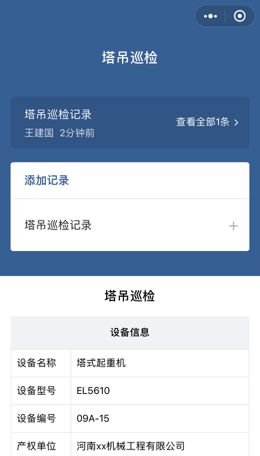 塔吊巡检
塔吊巡检记录
王建国 2分钟前
查看全部1条
添加记录
塔吊巡检记录
塔吊巡检
设备信息
设备名称 塔式起重机
设备型号 EL5610
设备编号 09A-15
产权单位 河南xx机械工程有限公司